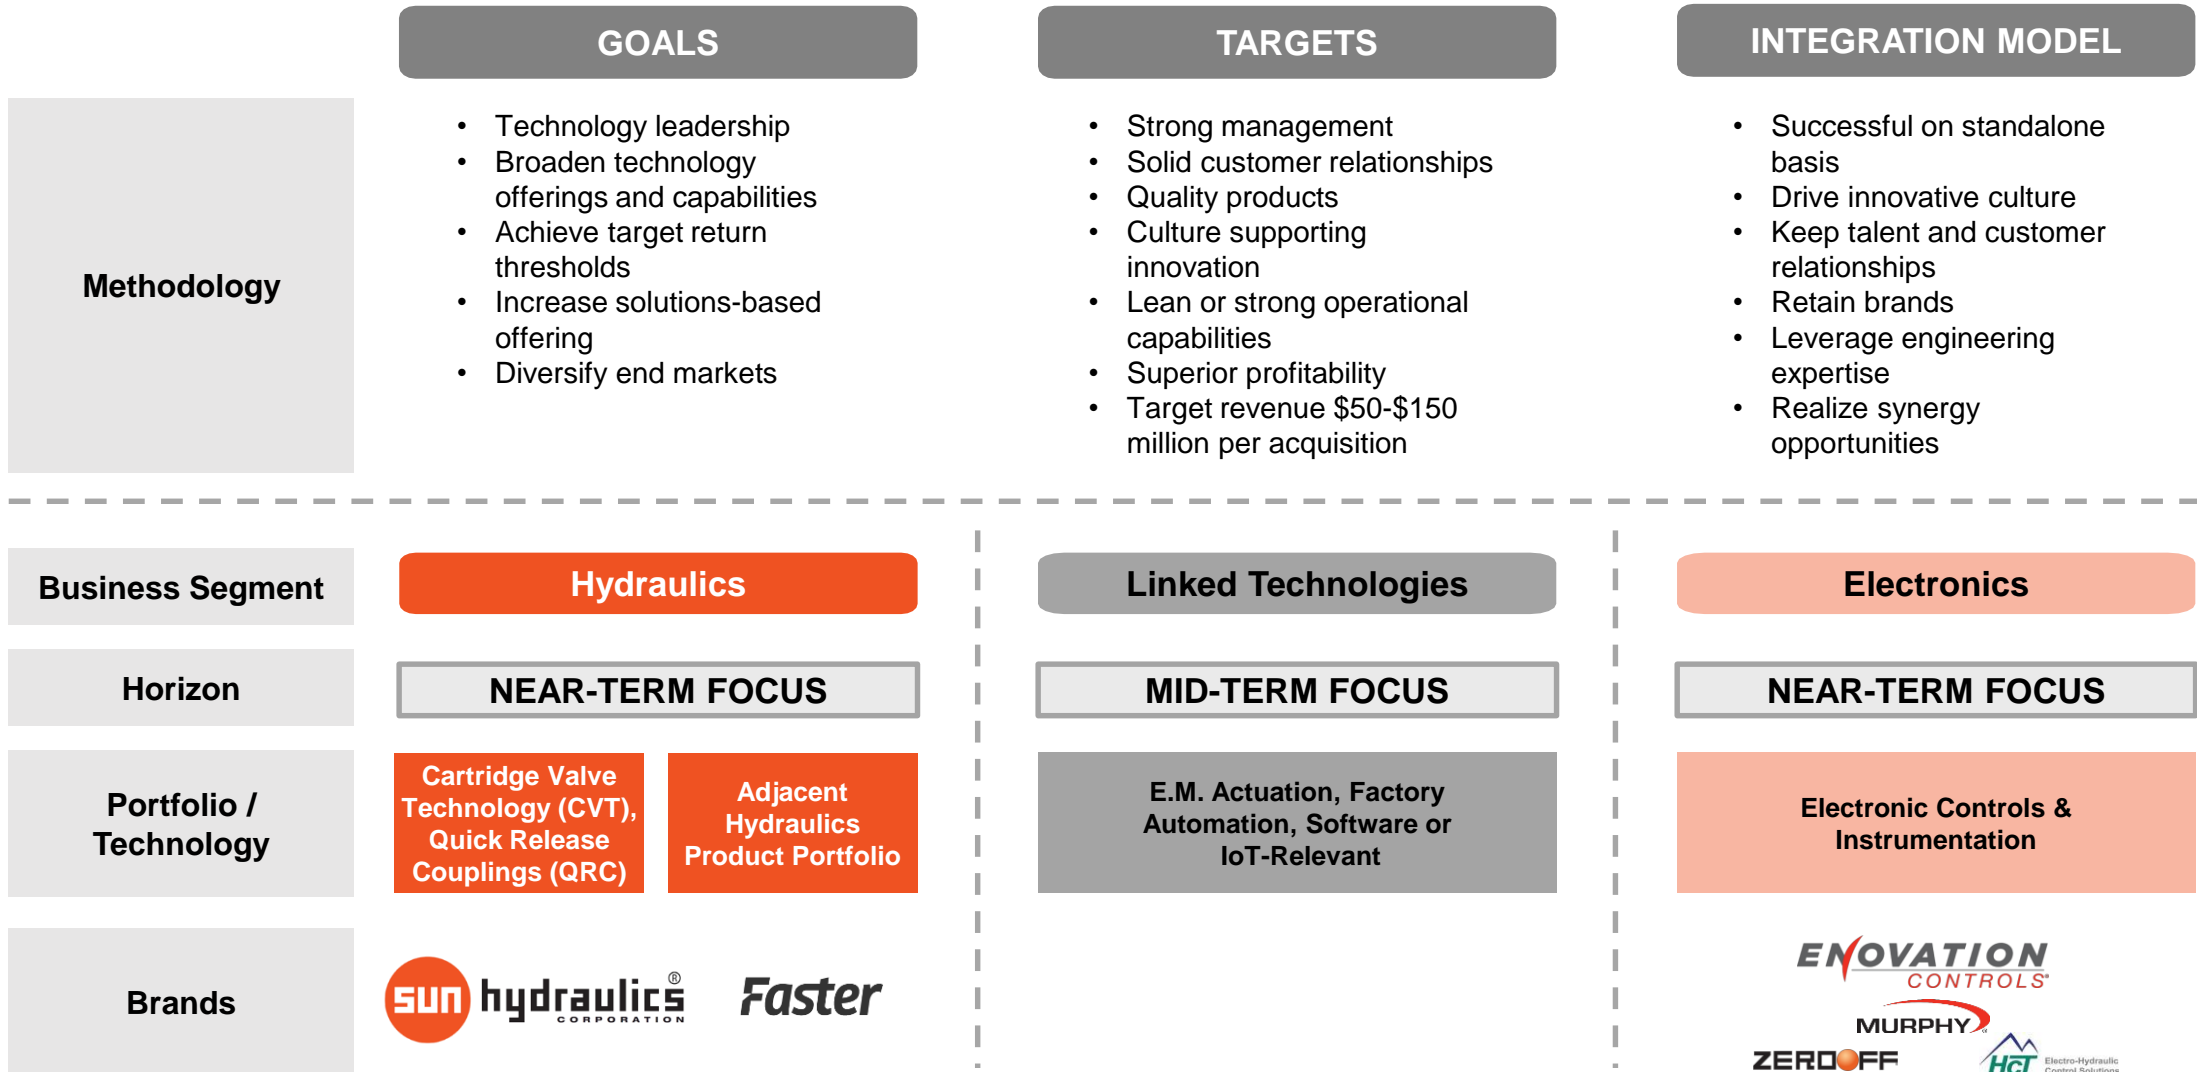 GOALS
TARGETS
INTEGRATION MODEL
Methodology
• Technology leadership
• Broaden technology
offerings and capabilities
• Achieve target return
thresholds
• Increase solutions-based
offering
• Diversify end markets
• Strong management
• Solid customer relationships
• Quality products
• Culture supporting
innovation
• Lean or strong operational
capabilities
• Superior profitability
• Target revenue $50-$150
million per acquisition
• Successful on standalone
basis
• Drive innovative culture
• Keep talent and customer
relationships
• Retain brands
• Leverage engineering
expertise
• Realize synergy
opportunities
Business Segment
Hydraulics
Linked Technologies
Electronics
Horizon
NEAR-TERM FOCUS
MID-TERM FOCUS
NEAR-TERM FOCUS
Portfolio /
Technology
Cartridge Valve
Technology (CVT),
Quick Release
Couplings (QRC)
Adjacent
Hydraulics
Product Portfolio
E.M. Actuation, Factory
Automation, Software or
IoT-Relevant
Electronic Controls &
Instrumentation
Brands
sun hydraulics®
CORPORATION
Faster
ENOVATION
CONTROLS
MURPHY
ZEROOFF
HCT Electro-Hydraulic
Control Solutions